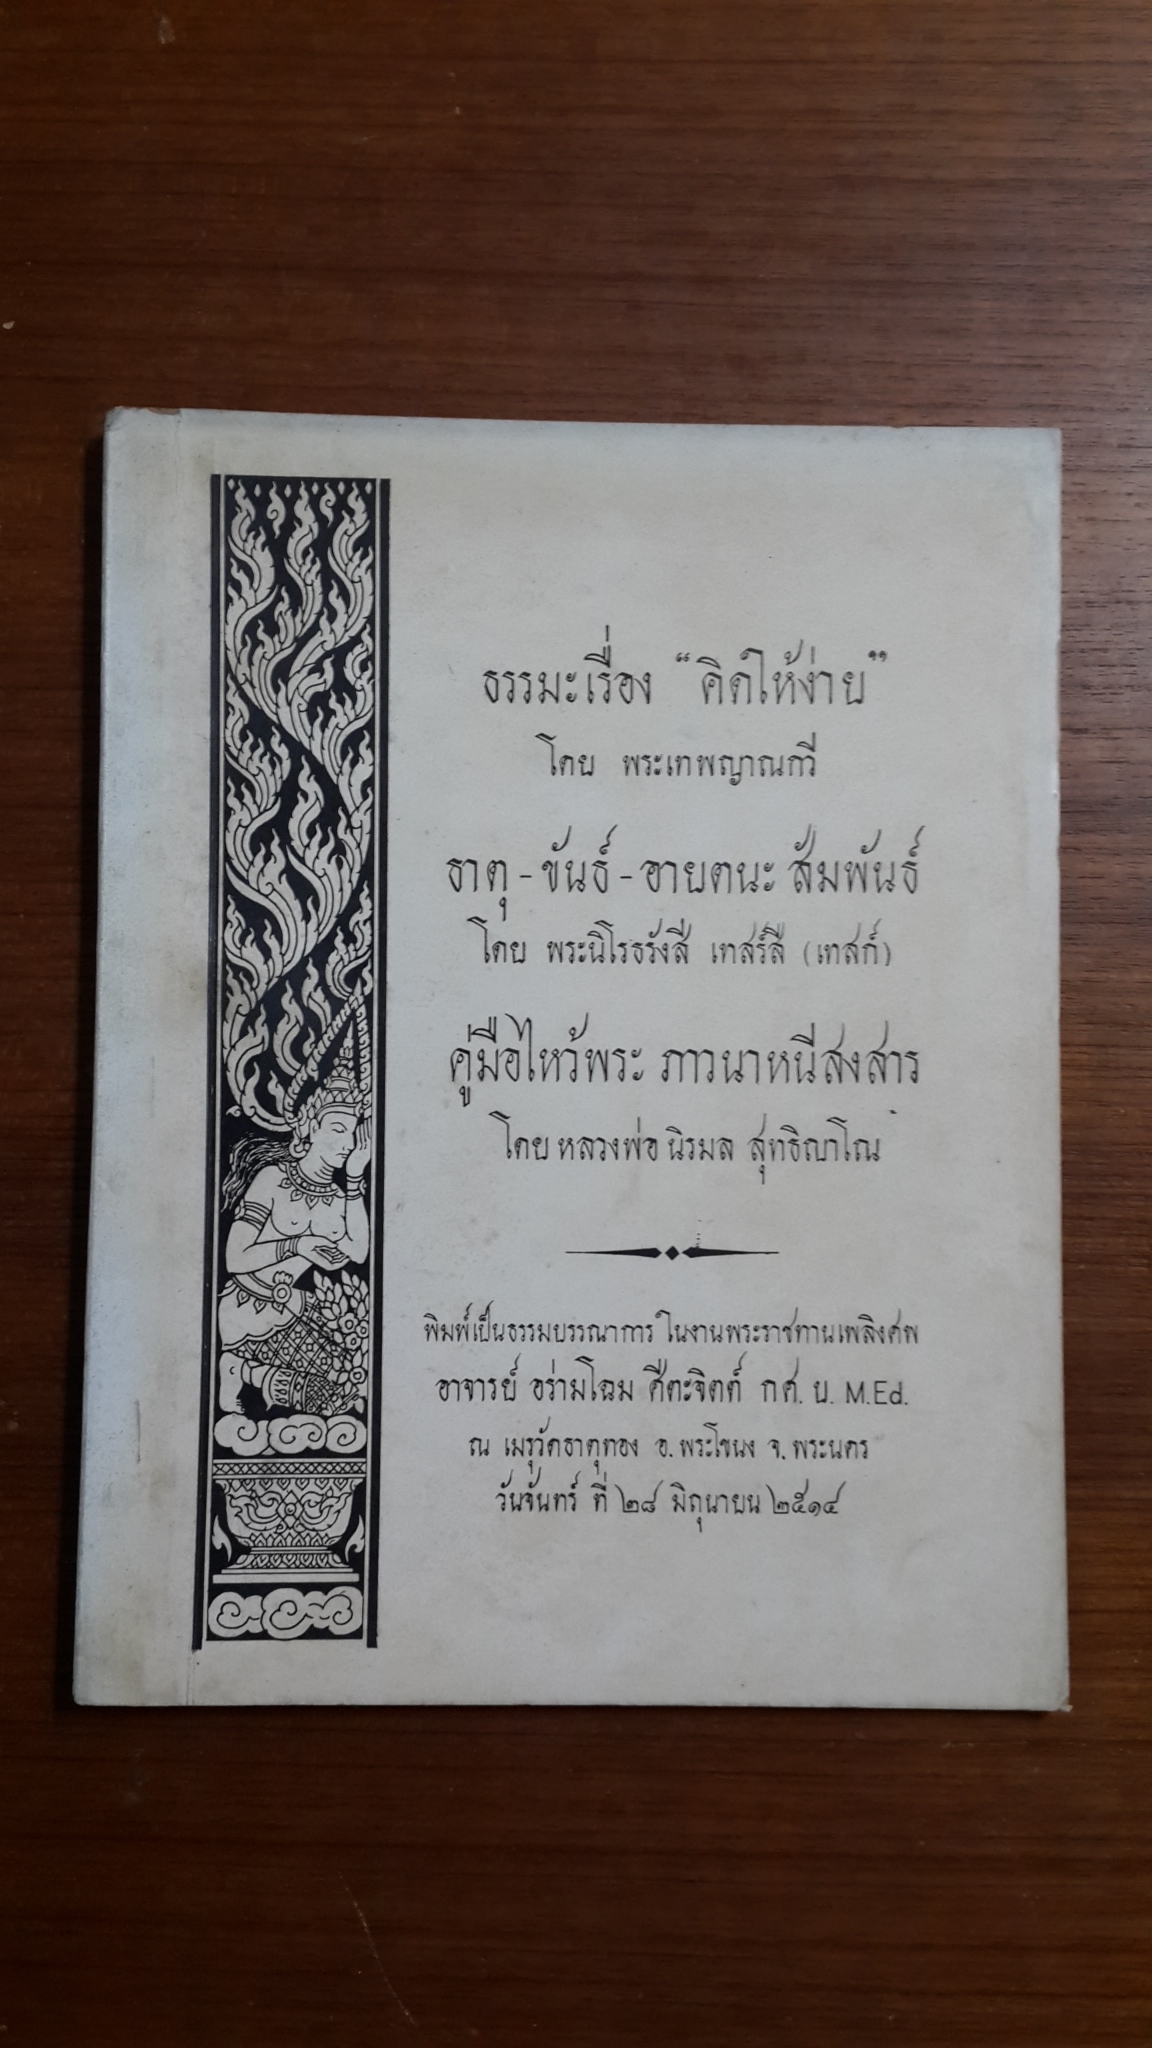 ธรรมะเรื่อง “คิดให้ง่าย”
โดย พระเทพญาณกวี
ธาตุ - ขันธ์ - อายตนะ สัมพันธ์
โดย พระนิโรธรังสี เทสรังสี (เทสก์)
คู่มือไหว้พระ ภาวนาหนีสงสาร
โดย หลวงพ่อ นิรมล สุทธิญาโณ
พิมพ์เป็นธรรมบรรณาการ ในงานพระราชทานเพลิงศพ
อาจารย์ อร่ามโฉม ศีตะจิตต์ กศ. บ. M.Ed.
ณ เมรุวัดธาตุทอง อ. พระโขนง จ. พระนคร
วันจันทร์ ที่ ๒๘ มิถุนายน ๒๕๑๔